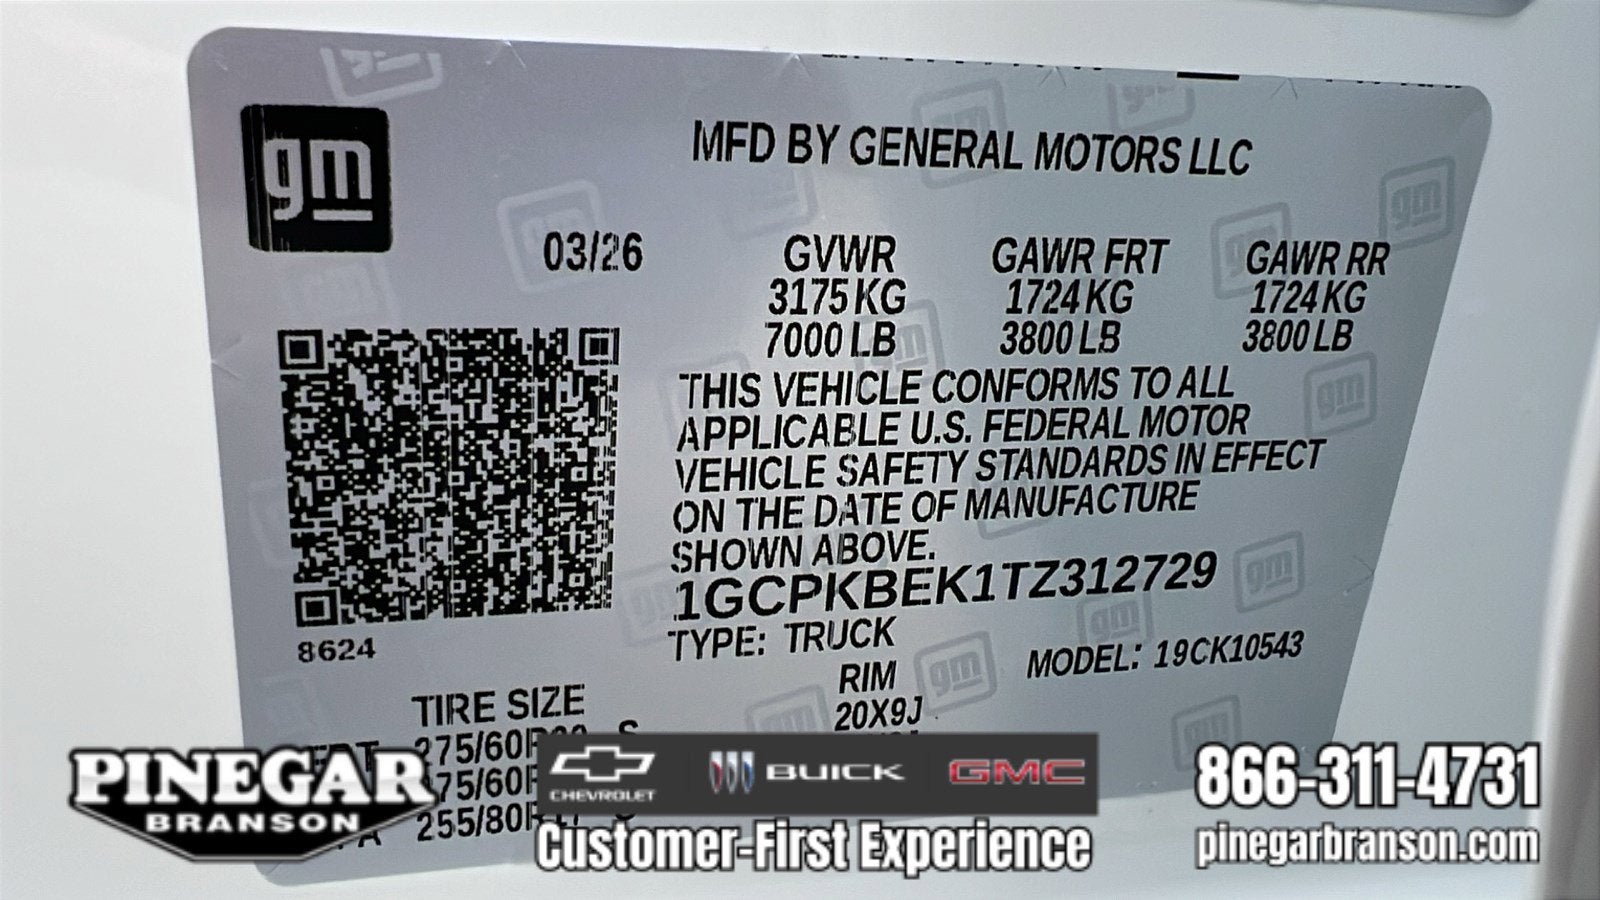 gm
MFD BY GENERAL MOTORS LLC
03/26
GVWR GAWR FRT GAWR RR
3175 KG 1724 KG 1724 KG
7000 LB 3800 LB 3800 LB
THIS VEHICLE CONFORMS TO ALL
APPLICABLE U.S. FEDERAL MOTOR
VEHICLE SAFETY STANDARDS IN EFFECT
ON THE DATE OF MANUFACTURE
SHOWN ABOVE.
1GCPKBEK1TZ312729
TYPE: TRUCK
MODEL: 19CK10543
8624
TIRE SIZE RIM
20X9J
PINEGAR
BRANSON
CHEVROLET
BUICK
GMC
Customer-First Experience
866-311-4731
pinegarbranson.com